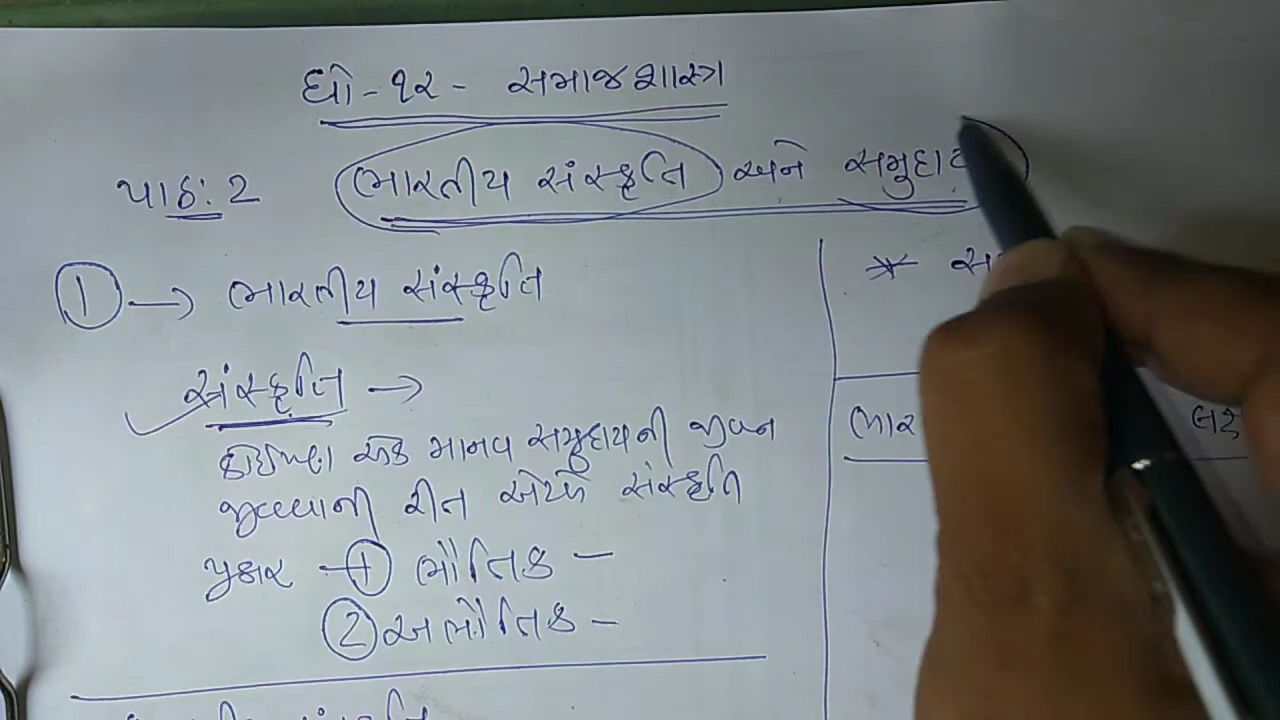 ધો - ૧૨ - સમાજશાસ્ત્ર
પાઠ: 2 ભારતીય સંસ્કૃતિ અને
① → ભારતીય સંસ્કૃતિ
સંસ્કૃતિ →
કોઈપણ એક માનવ સમુદાયની જીવન
જીવવાની રીત એટલે સંસ્કૃતિ
પ્રકાર - ① ભૌતિક -
② અભૌતિક -
*